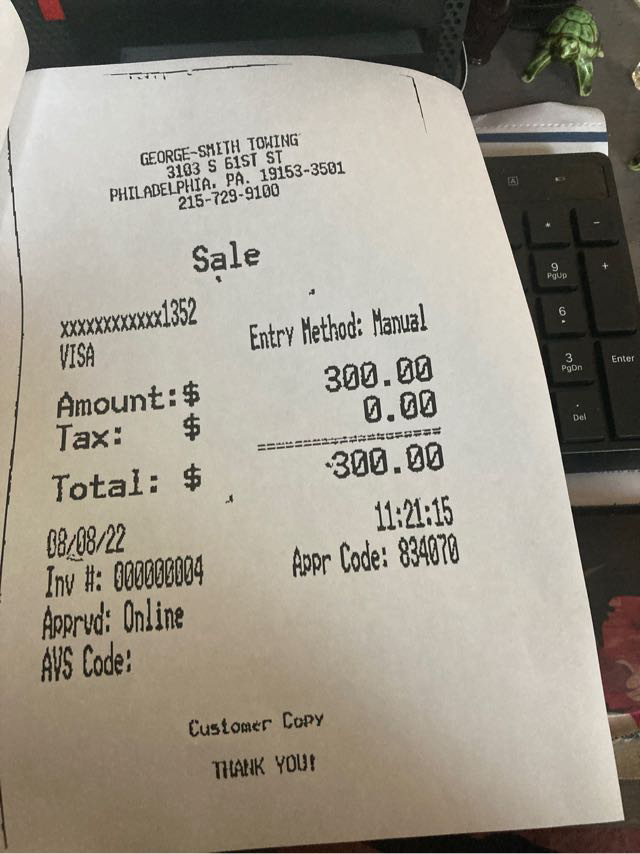 GEORGE-SMITH TOWING
3103 S 61ST ST
PHILADELPHIA, PA. 19153-3501
215-729-9100
Sale
xxxxxxxxxxxx1352
VISA Entry Method: Manual
Amount:$ 300.00
Tax: $ 0.00
====================
Total: $ 300.00
08/08/22 11:21:15
Inv #: 000000004 Appr Code: 834070
Apprvd: Online
AVS Code:
Customer Copy
THANK YOU!
* -
9 PgUp +
6
3 PgDn Enter
. Del